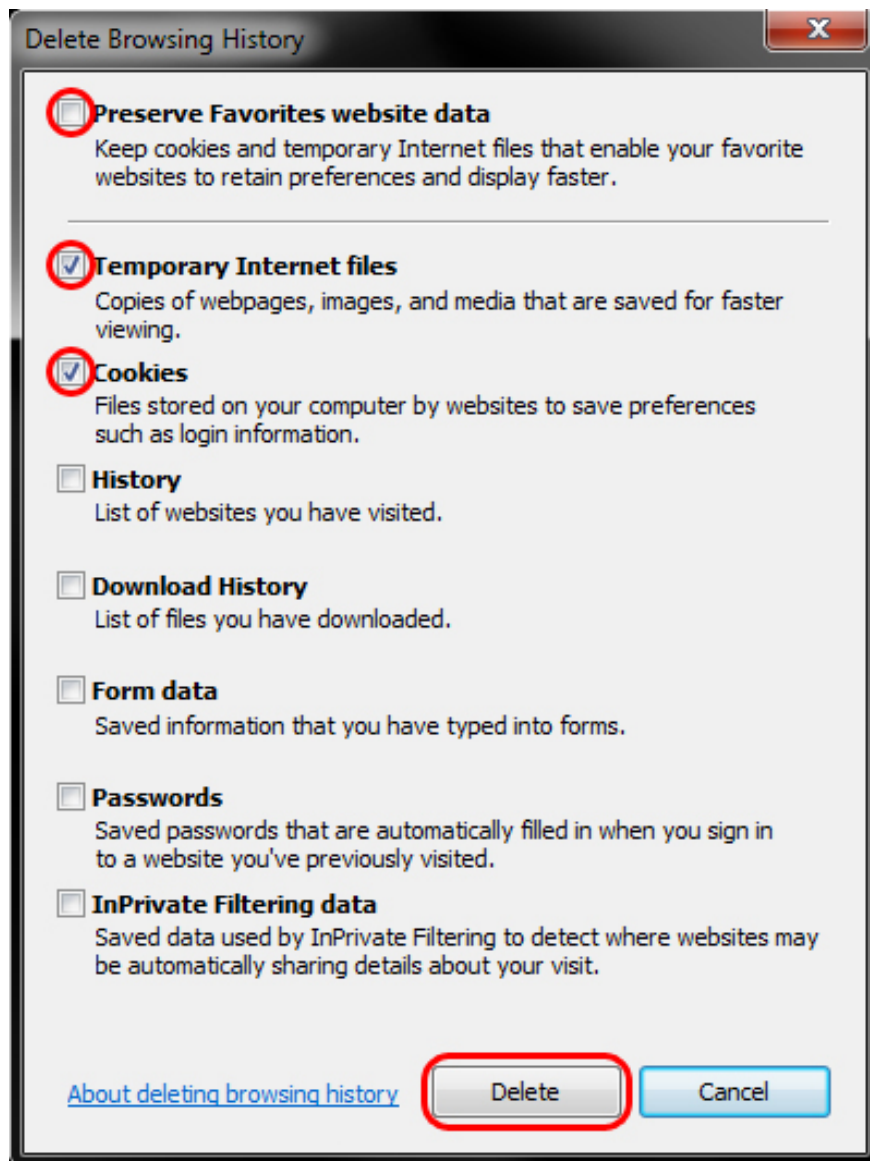 Delete Browsing History
Preserve Favorites website data
Keep cookies and temporary Internet files that enable your favorite
websites to retain preferences and display faster.
Temporary Internet files
Copies of webpages, images, and media that are saved for faster
viewing.
Cookies
Files stored on your computer by websites to save preferences
such as login information.
History
List of websites you have visited.
Download History
List of files you have downloaded.
Form data
Saved information that you have typed into forms.
Passwords
Saved passwords that are automatically filled in when you sign in
to a website you've previously visited.
InPrivate Filtering data
Saved data used by InPrivate Filtering to detect where websites may
be automatically sharing details about your visit.
About deleting browsing history
Delete
Cancel